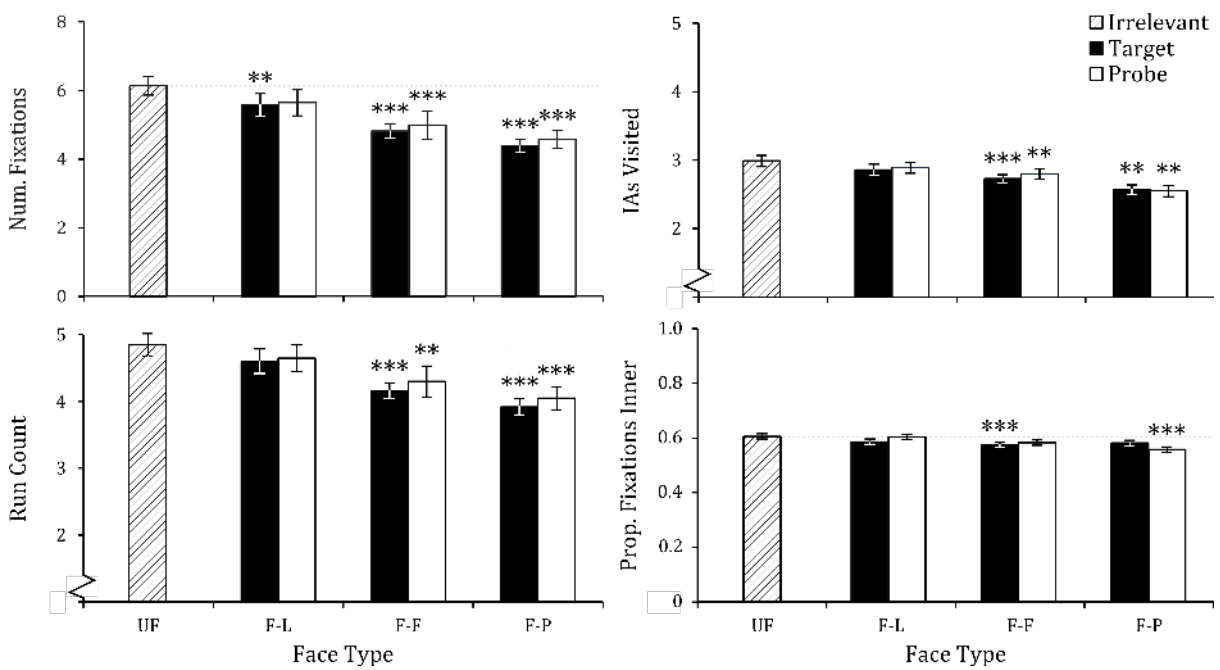 8
6
4
2
0
Num. Fixations
** *** *** *** ***
5
4
3
2
IAs Visited
*** ** ** **
Irrelevant
Target
Probe
5
4
3
2
Run Count
*** ** *** ***
UF F-L F-F F-P
Face Type
1.0
0.8
0.6
0.4
0.2
0
Prop. Fixations Inner
*** ***
UF F-L F-F F-P
Face Type